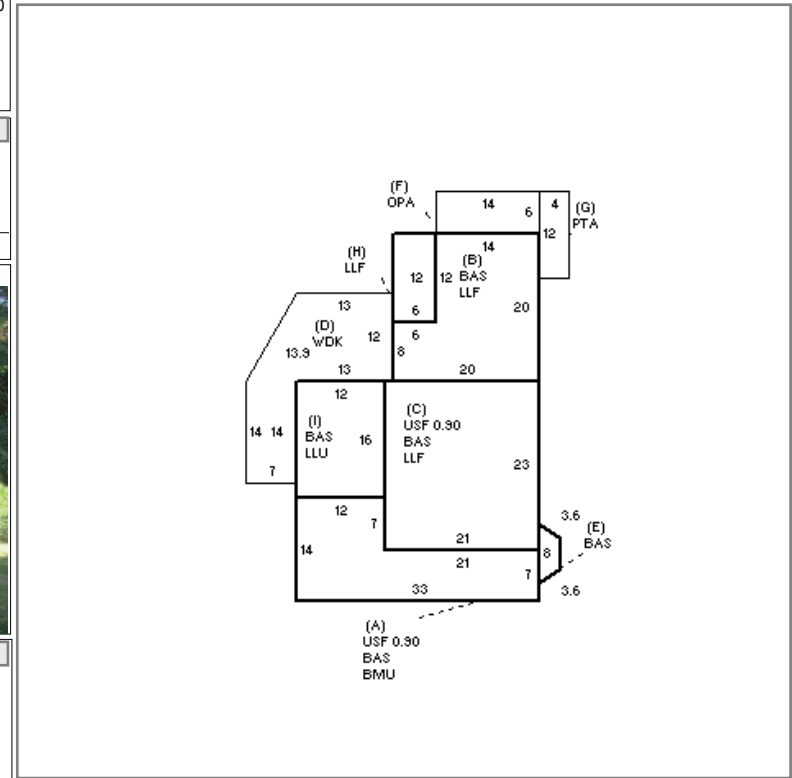 (F)
OPA
14
6
4
(G)
PTA
12
14
(H)
LLF
(B)
BAS
LLF
12
12
20
6
6
13
(D)
WDK
12
13.9
8
13
20
12
(C)
USF 0.90
BAS
LLF
(I)
BAS
LLU
14 14
16
23
7
12
7
3.6
(E)
BAS
21
14
8
21
7
33
3.6
(A)
USF 0.90
BAS
BMU